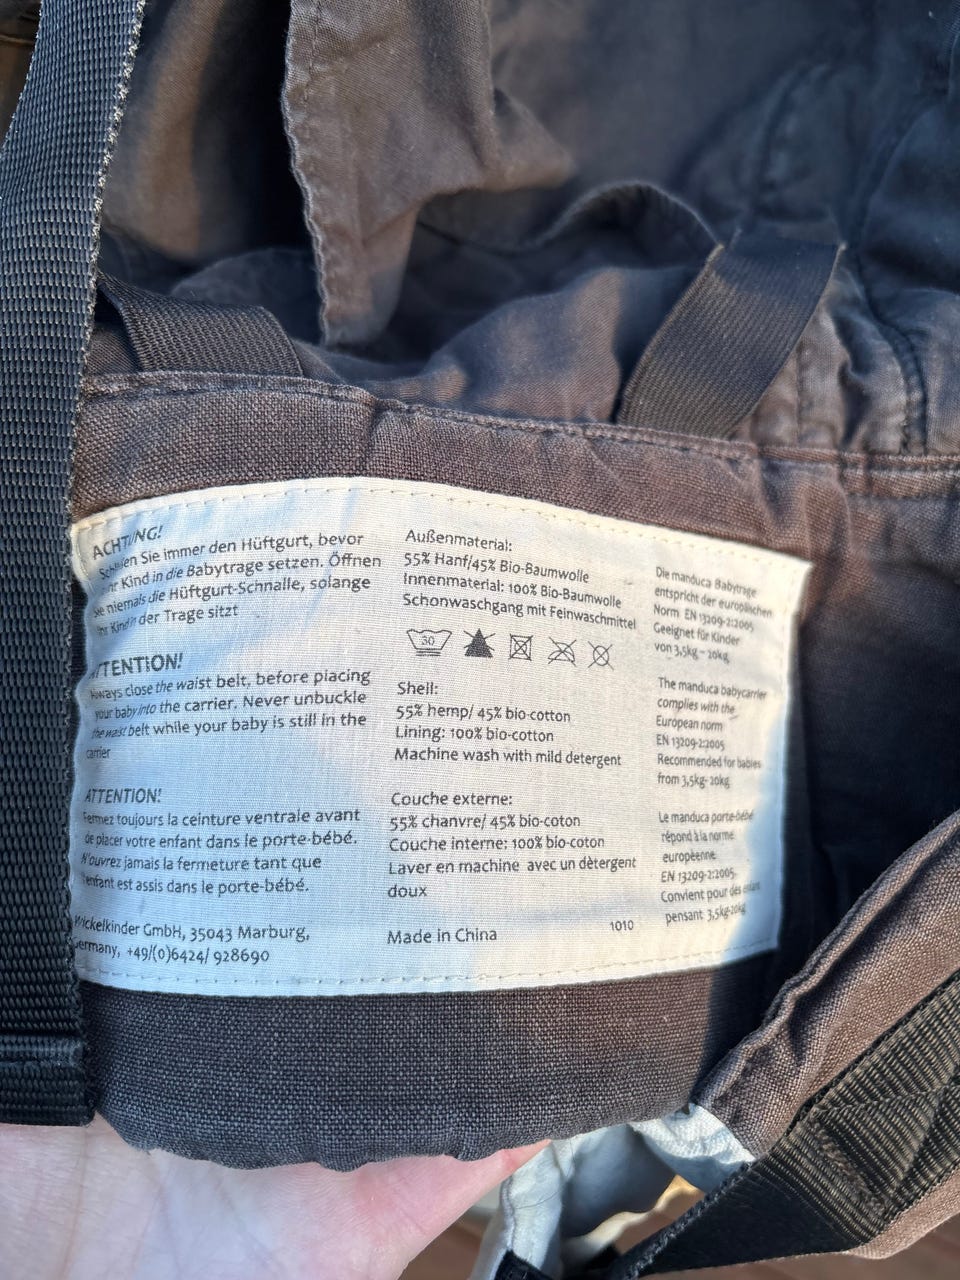 ACHTUNG!
Schließen Sie immer den Hüftgurt, bevor
Ihr Kind in die Babytrage setzen. Öffnen
Sie niemals die Hüftgurt-Schnalle, solange
Ihr Kind in der Trage sitzt
ATTENTION!
Always close the waist belt, before placing
your baby into the carrier. Never unbuckle
the waist belt while your baby is still in the
carrier
ATTENTION!
Fermez toujours la ceinture ventrale avant
de placer votre enfant dans le porte-bébé.
N'ouvrez jamais la fermeture tant que
l'enfant est assis dans le porte-bébé.
Wickelkinder GmbH, 35043 Marburg,
Germany, +49/(0)6424/ 928690
Außenmaterial:
55% Hanf/45% Bio-Baumwolle
Innenmaterial: 100% Bio-Baumwolle
Schonwaschgang mit Feinwaschmittel
30
Shell:
55% hemp/ 45% bio-cotton
Lining: 100% bio-cotton
Machine wash with mild detergent
Couche externe:
55% chanvre/ 45% bio-coton
Couche interne: 100% bio-coton
Laver en machine avec un dètergent
doux
Made in China
1010
Die manduca Babytrage
entspricht der europäischen
Norm EN 13209-2:2005
Geeignet für Kinder
von 3,5kg - 20kg
The manduca babycarrier
complies with the
European norm
EN 13209-2:2005
Recommended for babies
from 3,5kg- 20kg
Le manduca porte-bébé
répond à la norme
européenne
EN 13209-2:2005.
Convient pour des enfants
pensant 3,5kg-20kg